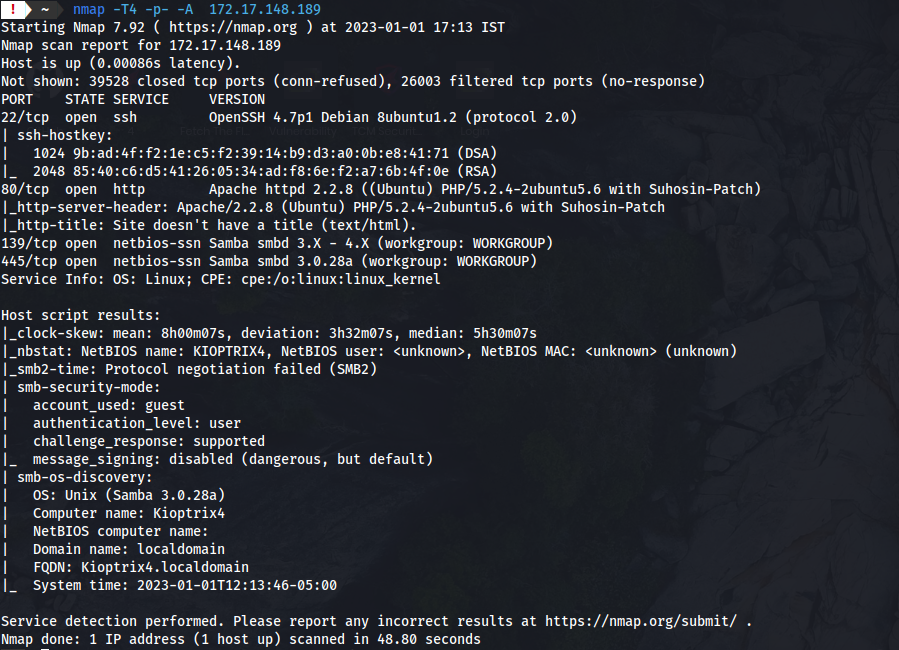 ! ~ nmap -T4 -p- -A 172.17.148.189
Starting Nmap 7.92 ( https://nmap.org ) at 2023-01-01 17:13 IST
Nmap scan report for 172.17.148.189
Host is up (0.00086s latency).
Not shown: 39528 closed tcp ports (conn-refused), 26003 filtered tcp ports (no-response)
PORT    STATE SERVICE     VERSION
22/tcp  open  ssh         OpenSSH 4.7p1 Debian 8ubuntu1.2 (protocol 2.0)
| ssh-hostkey:
|   1024 9b:ad:4f:f2:1e:c5:f2:39:14:b9:d3:a0:0b:e8:41:71 (DSA)
|_  2048 85:40:c6:d5:41:26:05:34:ad:f8:6e:f2:a7:6b:4f:0e (RSA)
80/tcp  open  http        Apache httpd 2.2.8 ((Ubuntu) PHP/5.2.4-2ubuntu5.6 with Suhosin-Patch)
|_http-server-header: Apache/2.2.8 (Ubuntu) PHP/5.2.4-2ubuntu5.6 with Suhosin-Patch
|_http-title: Site doesn't have a title (text/html).
139/tcp open  netbios-ssn Samba smbd 3.X - 4.X (workgroup: WORKGROUP)
445/tcp open  netbios-ssn Samba smbd 3.0.28a (workgroup: WORKGROUP)
Service Info: OS: Linux; CPE: cpe:/o:linux:linux_kernel
Host script results:
|_clock-skew: mean: 8h00m07s, deviation: 3h32m07s, median: 5h30m07s
|_nbstat: NetBIOS name: KIOPTRIX4, NetBIOS user: <unknown>, NetBIOS MAC: <unknown> (unknown)
|_smb2-time: Protocol negotiation failed (SMB2)
| smb-security-mode:
|   account_used: guest
|   authentication_level: user
|   challenge_response: supported
|_  message_signing: disabled (dangerous, but default)
| smb-os-discovery:
|   OS: Unix (Samba 3.0.28a)
|   Computer name: Kioptrix4
|   NetBIOS computer name:
|   Domain name: localdomain
|   FQDN: Kioptrix4.localdomain
|_  System time: 2023-01-01T12:13:46-05:00
Service detection performed. Please report any incorrect results at https://nmap.org/submit/ .
Nmap done: 1 IP address (1 host up) scanned in 48.80 seconds